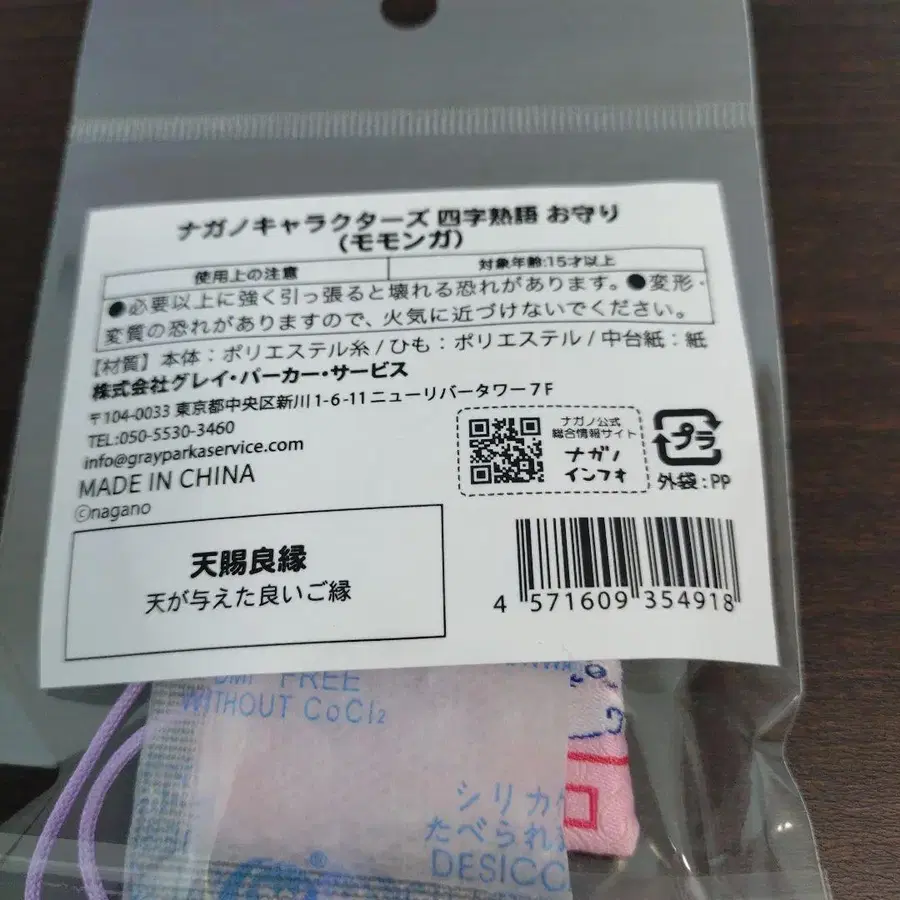 ナガノキャラクターズ 四字熟語 お守り
(モモンガ)
使用上の注意
対象年齢:15才以上
●必要以上に強く引っ張ると壊れる恐れがあります。●変形・
変質の恐れがありますので、火気に近づけないでください。
【材質】本体:ポリエステル糸/ひも:ポリエステル/中台紙:紙
株式会社グレイ・パーカー・サービス
〒104-0033 東京都中央区新川1-6-11 ニューリバータワー7F
TEL:050-5530-3460
info@grayparkaservice.com
MADE IN CHINA
©nagano
ナガノ公式
総合情報サイト
ナガノ
インフォ
プラ
外袋:PP
天賜良縁
天が与えた良いご縁
4 571609 354918
DMF FREE
WITHOUT CoCl₂
シリカ
たべられ
DESICC